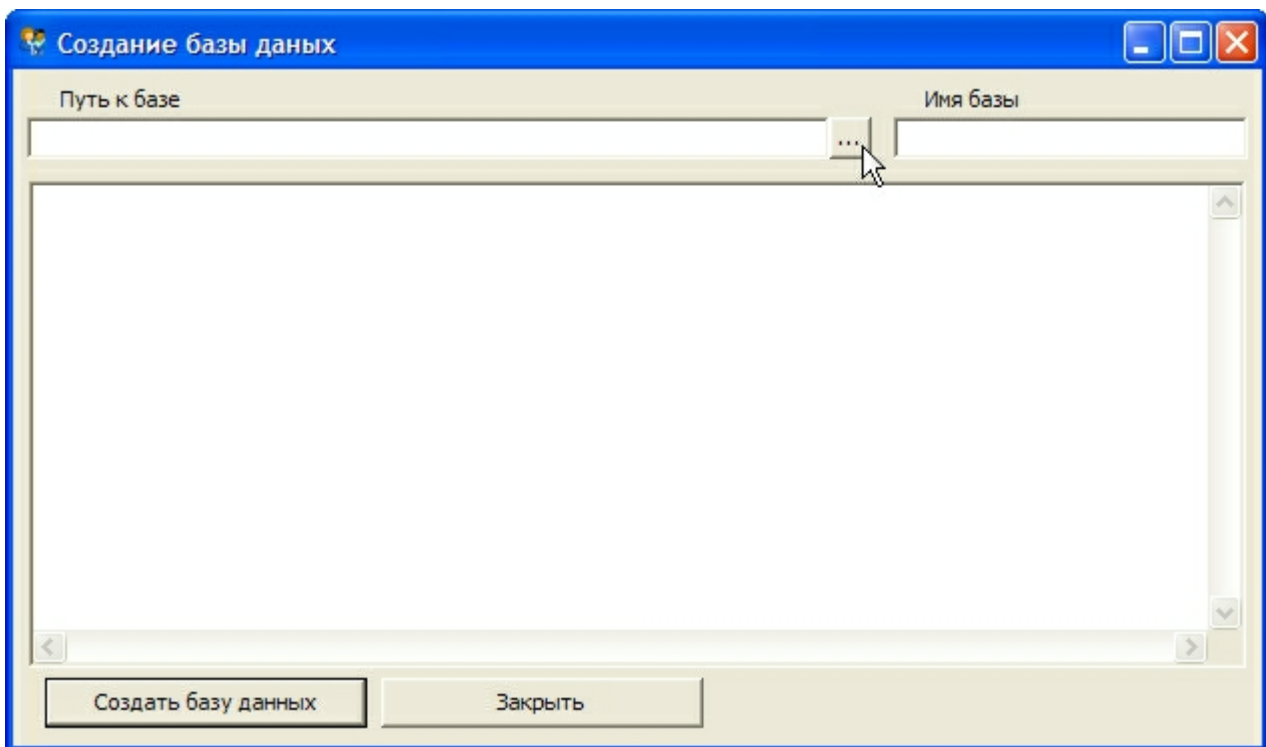 Создание базы даных
Путь к базе
Имя базы
...
Создать базу данных
Закрыть